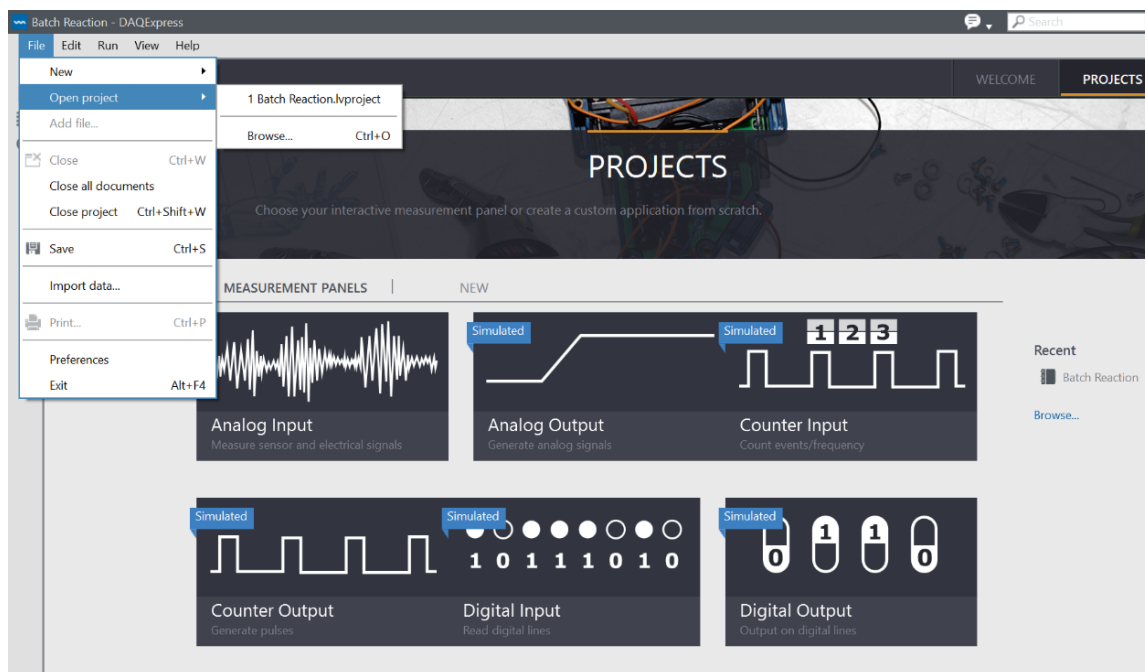 Batch Reaction - DAQExpress
Search
File Edit Run View Help
WELCOME PROJECTS
New
Open project
Add file...
Close Ctrl+W
Close all documents
Close project Ctrl+Shift+W
Save Ctrl+S
Import data...
Print... Ctrl+P
Preferences
Exit Alt+F4
1 Batch Reaction.lvproject
Browse... Ctrl+O
PROJECTS
Choose your interactive measurement panel or create a custom application from scratch.
MEASUREMENT PANELS | NEW
Analog Input
Measure sensor and electrical signals
Simulated
Analog Output
Generate analog signals
Simulated
1 2 3
Counter Input
Count events/frequency
Recent
Batch Reaction
Browse...
Simulated
Counter Output
Generate pulses
Simulated
1 0 1 1 1 0 1 0
Digital Input
Read digital lines
Simulated
0 1 1 0
Digital Output
Output on digital lines